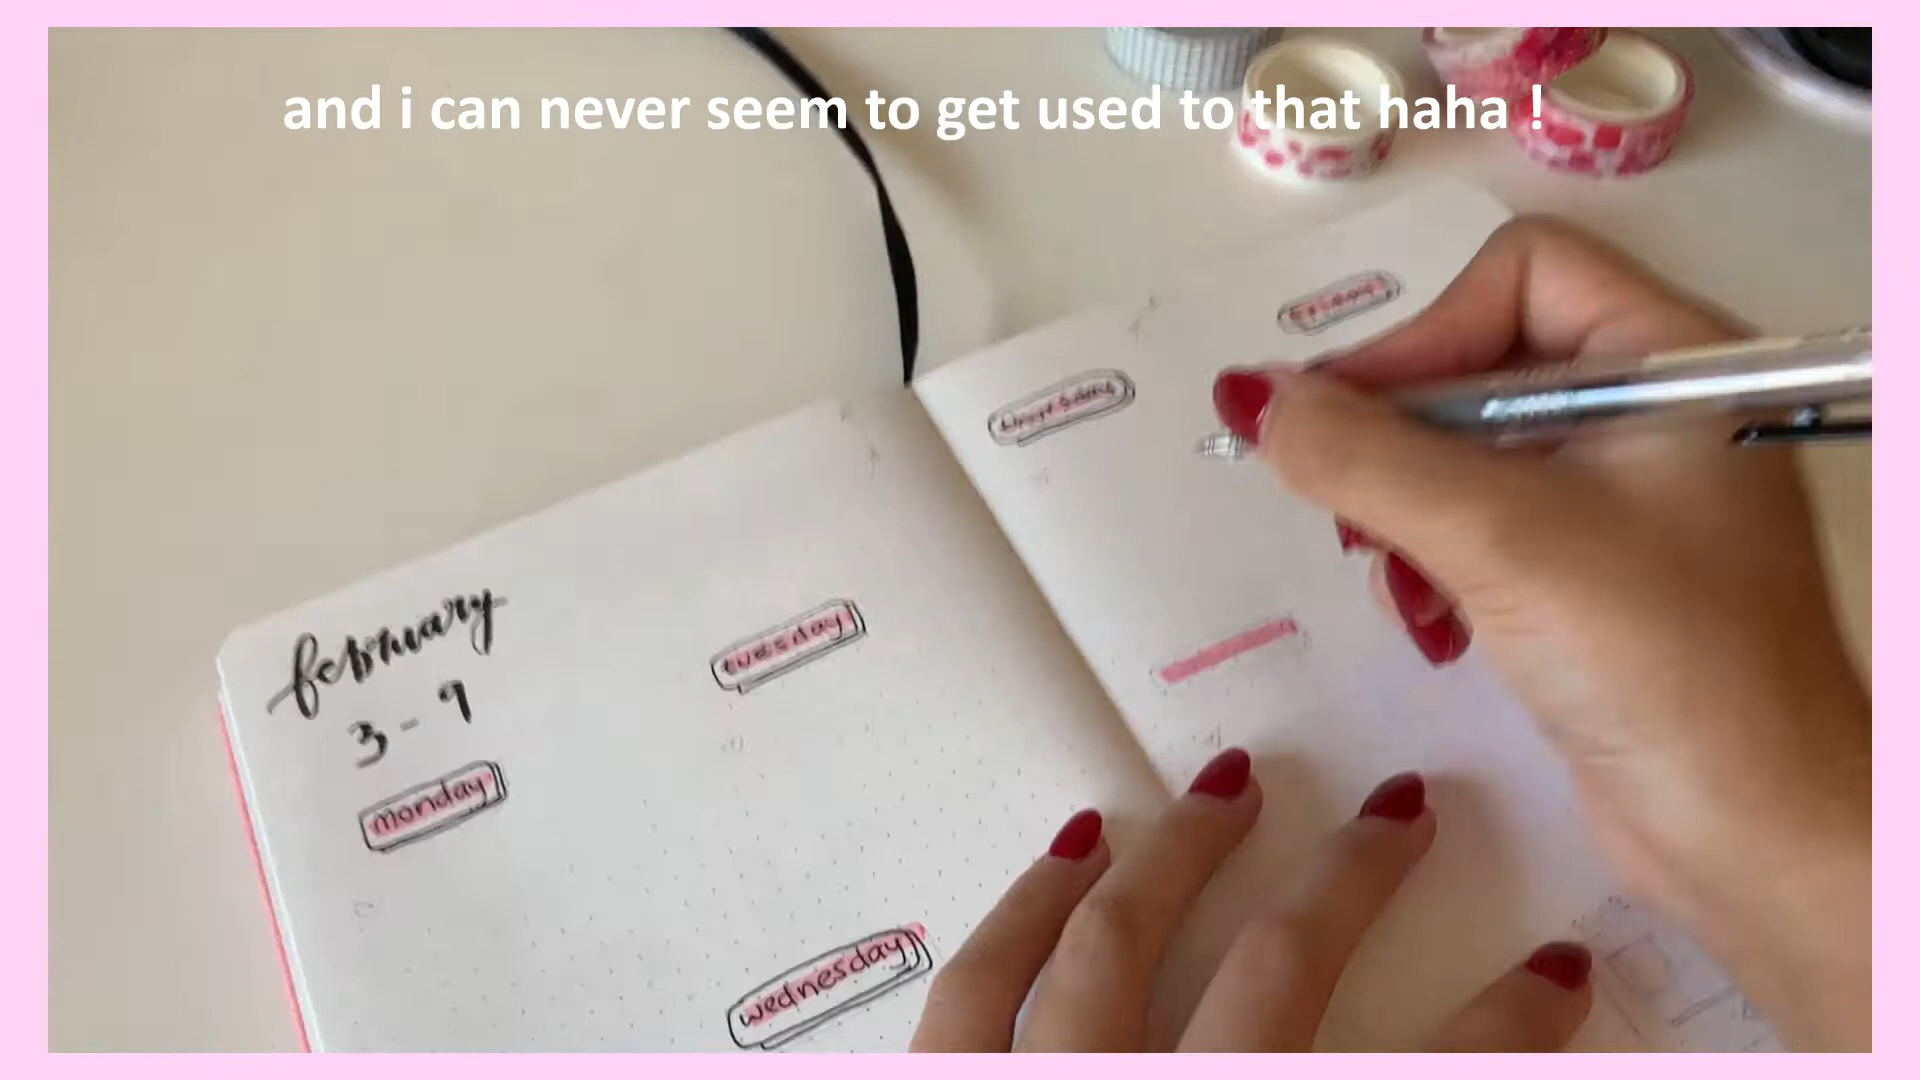 and i can never seem to get used to that haha !
february
3 - 9
monday
tuesday
wednesday
thursday
friday